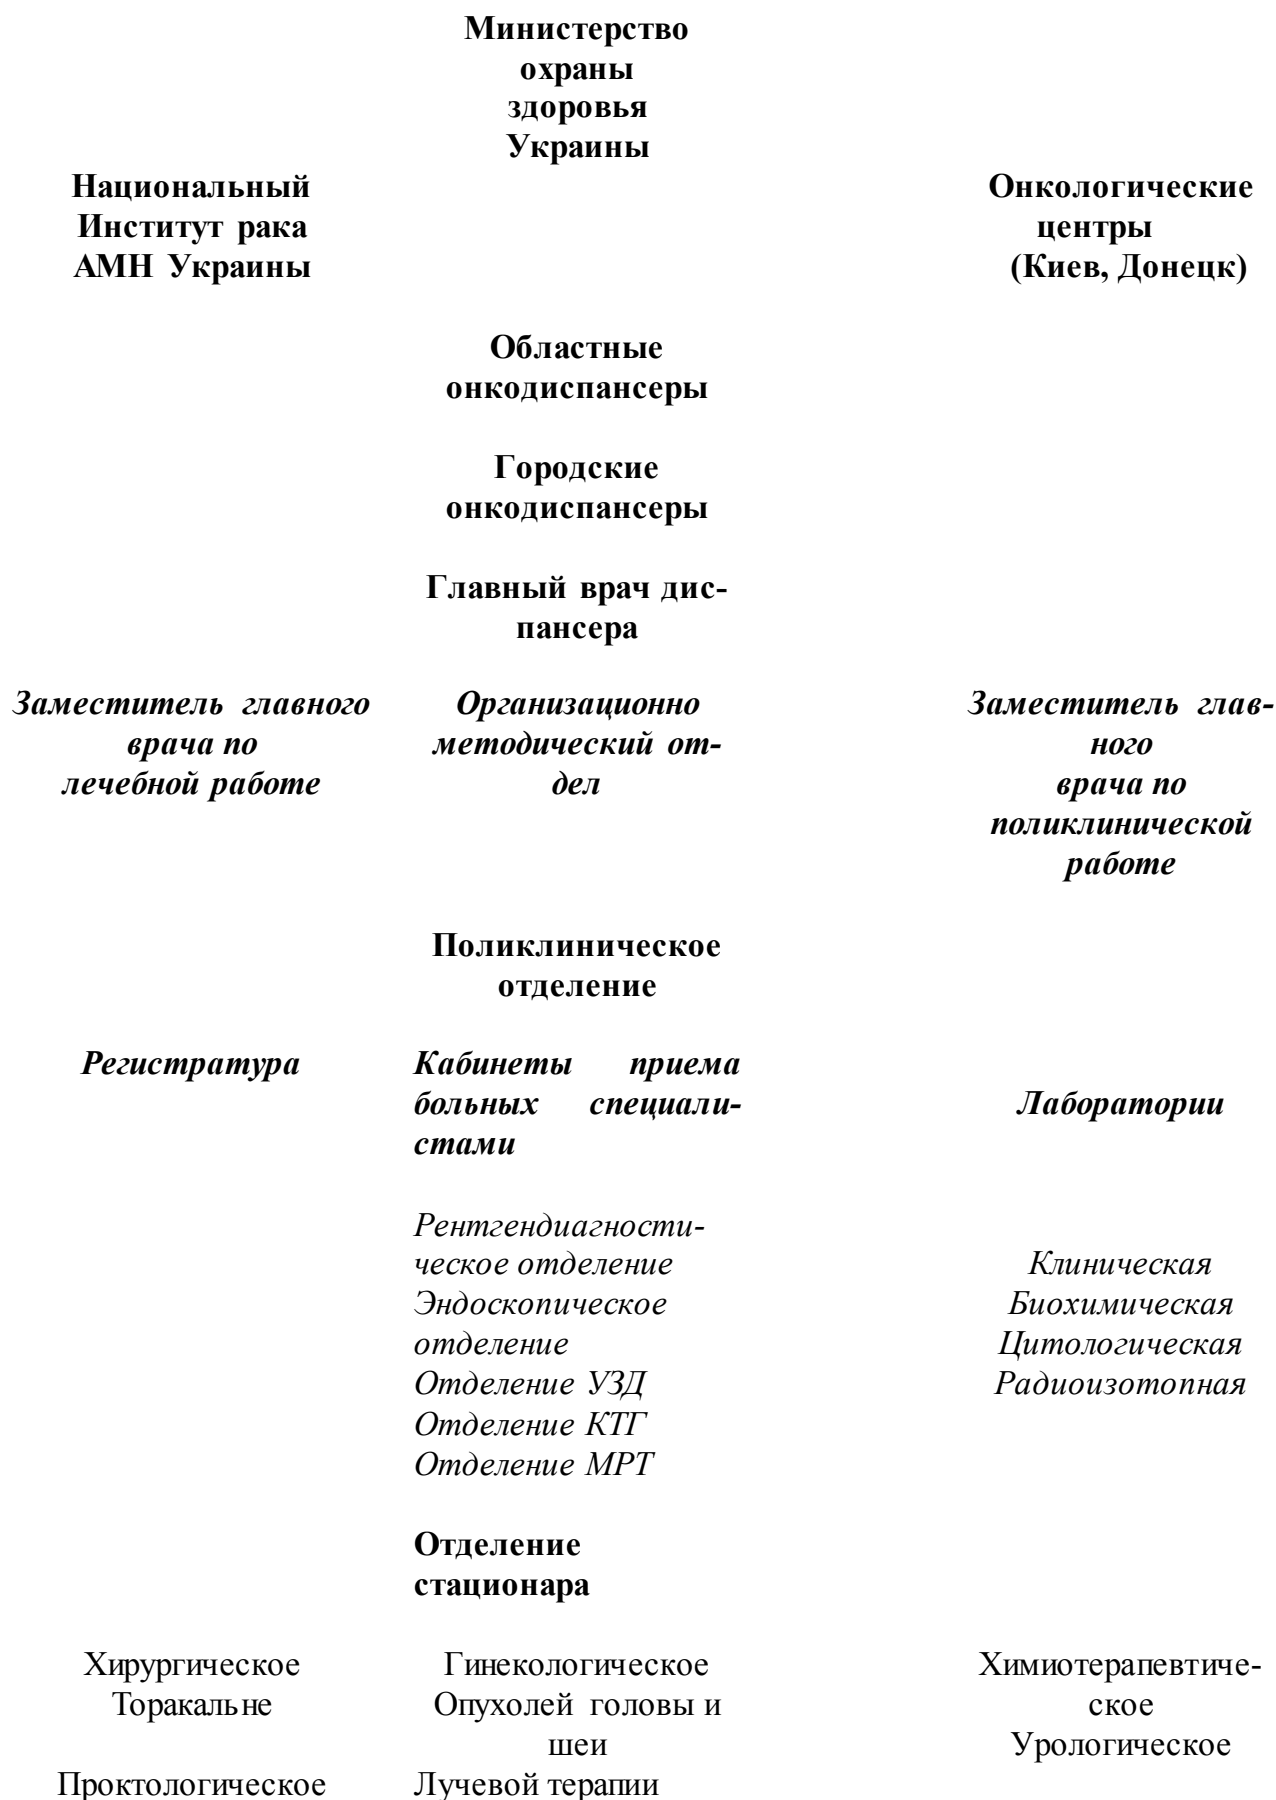 Министерство
охраны
здоровья
Украины
Национальный
Институт рака
АМН Украины
Онкологические
центры
(Киев, Донецк)
Областные
онкодиспансеры
Городские
онкодиспансеры
Главный врач дис-
пансера
Заместитель главного
врача по
лечебной работе
Организационно
методический от-
дел
Заместитель глав-
ного
врача по
поликлинической
работе
Поликлиническое
отделение
Регистратура
Кабинеты приема
больных специали-
стами
Лаборатории
Рентгендиагности-
ческое отделение
Эндоскопическое
отделение
Отделение УЗД
Отделение КТГ
Отделение МРТ
Клиническая
Биохимическая
Цитологическая
Радиоизотопная
Отделение
стационара
Хирургическое
Торакальне
Проктологическое
Гинекологическое
Опухолей головы и
шеи
Лучевой терапии
Химиотерапевтиче-
ское
Урологическое